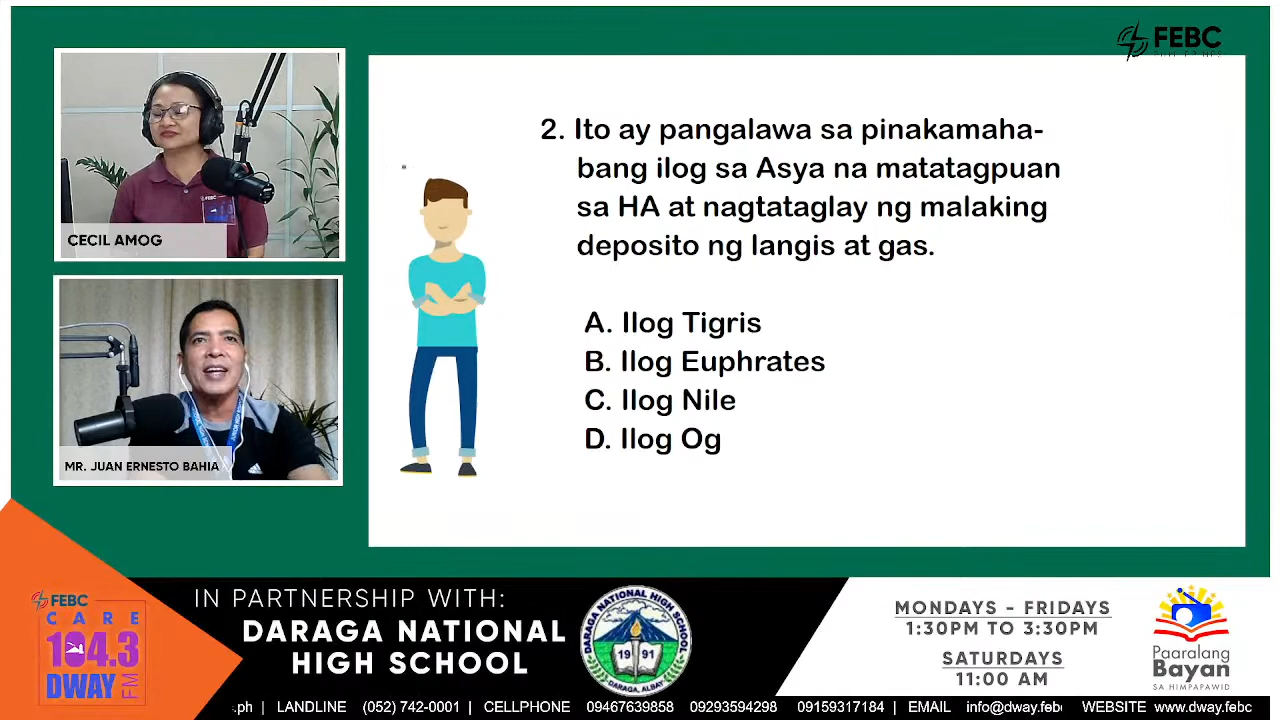 FEBC
PHILIPPINES
CECIL AMOG
MR. JUAN ERNESTO BAHIA
2. Ito ay pangalawa sa pinakamaha-
bang ilog sa Asya na matatagpuan
sa HA at nagtataglay ng malaking
deposito ng langis at gas.
A. Ilog Tigris
B. Ilog Euphrates
C. Ilog Nile
D. Ilog Og
FEBC
CARE
104.3
DWAY
FM
IN PARTNERSHIP WITH:
DARAGA NATIONAL
HIGH SCHOOL
DARAGA NATIONAL HIGH SCHOOL
19 91
DARAGA, ALBAY
MONDAYS - FRIDAYS
1:30PM TO 3:30PM
SATURDAYS
11:00 AM
Paaralang
Bayan
SA HIMPAPAWID
s.ph | LANDLINE (052) 742-0001 | CELLPHONE 09467639858 09293594298 09159317184 | EMAIL info@dway.febc WEBSITE www.dway.febc